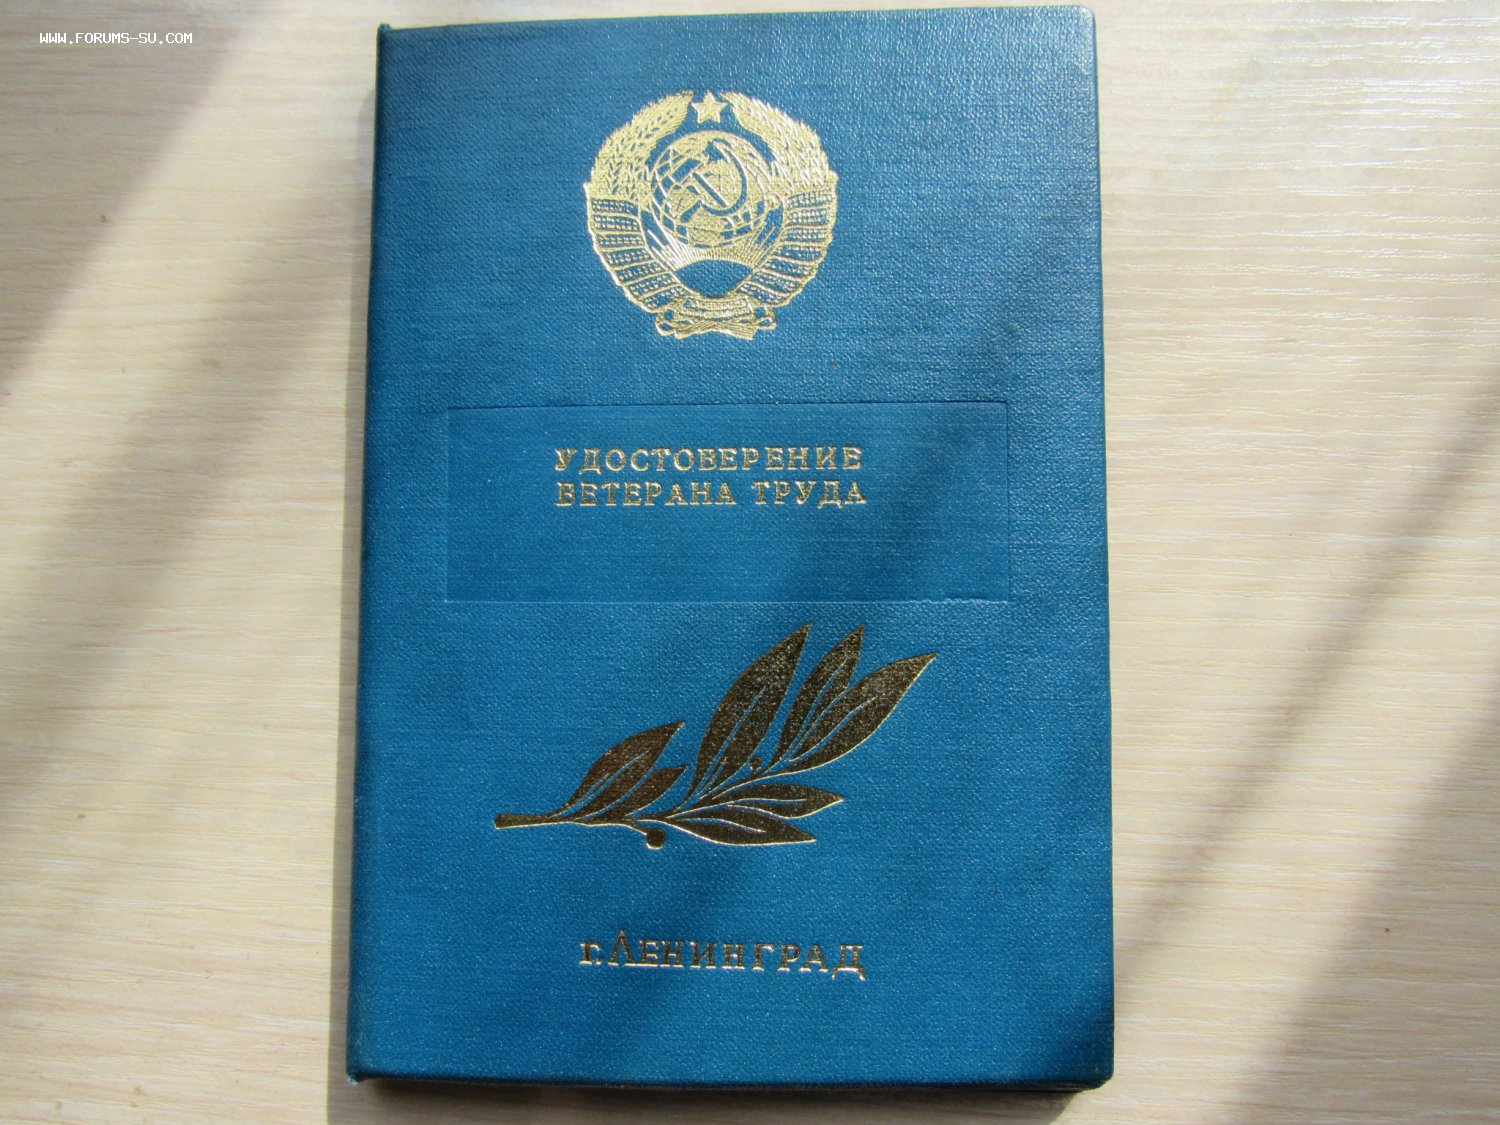 WWW.FORUMS-SU.COM
УДОСТОВЕРЕНИЕ
ВЕТЕРАНА ТРУДА
г. ЛЕНИНГРАД